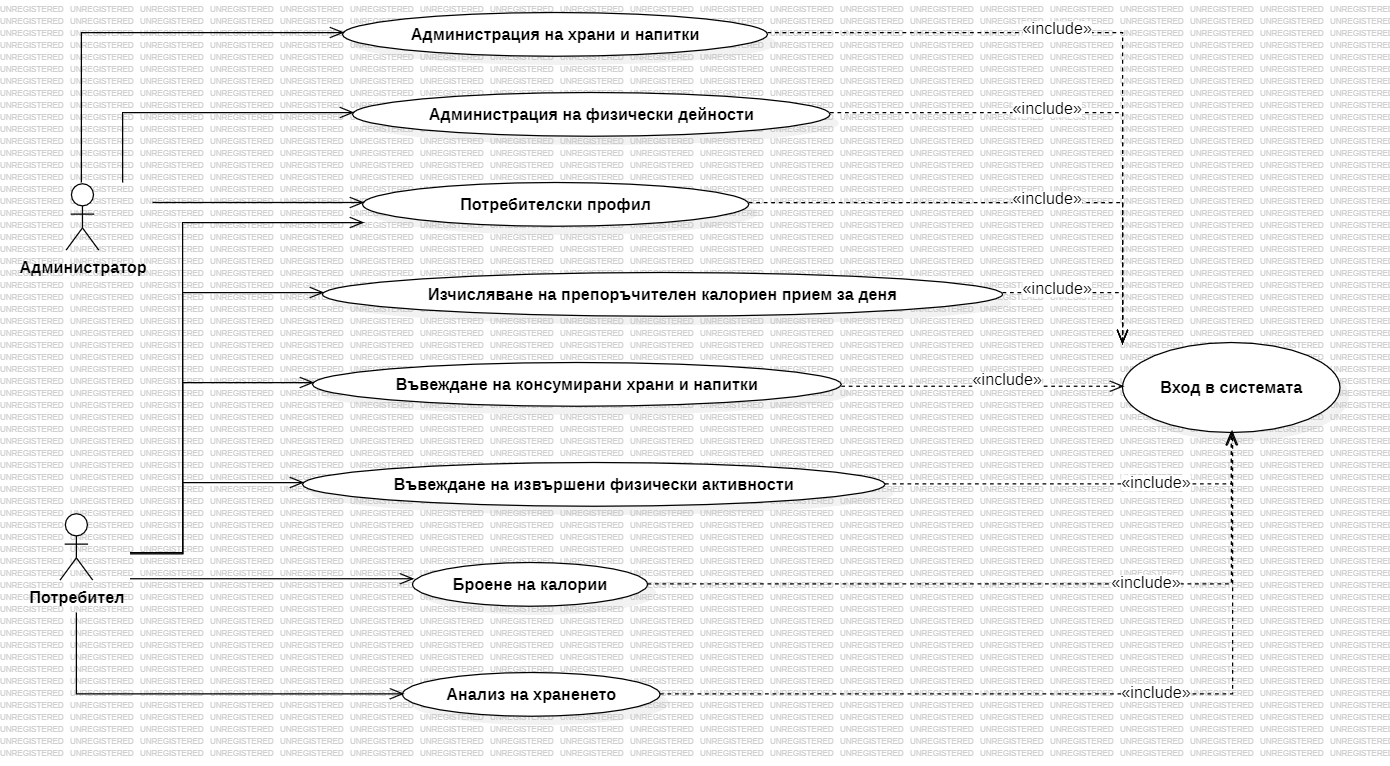 Администрация на храни и напитки
«include»
Администрация на физически дейности
«include»
Потребителски профил
«include»
Администратор
Изчисляване на препоръчителен калориен прием за деня
«include»
Въвеждане на консумирани храни и напитки
«include»
Вход в системата
Въвеждане на извършени физически активности
«include»
Броене на калории
«include»
Потребител
Анализ на храненето
«include»
UNREGISTERED